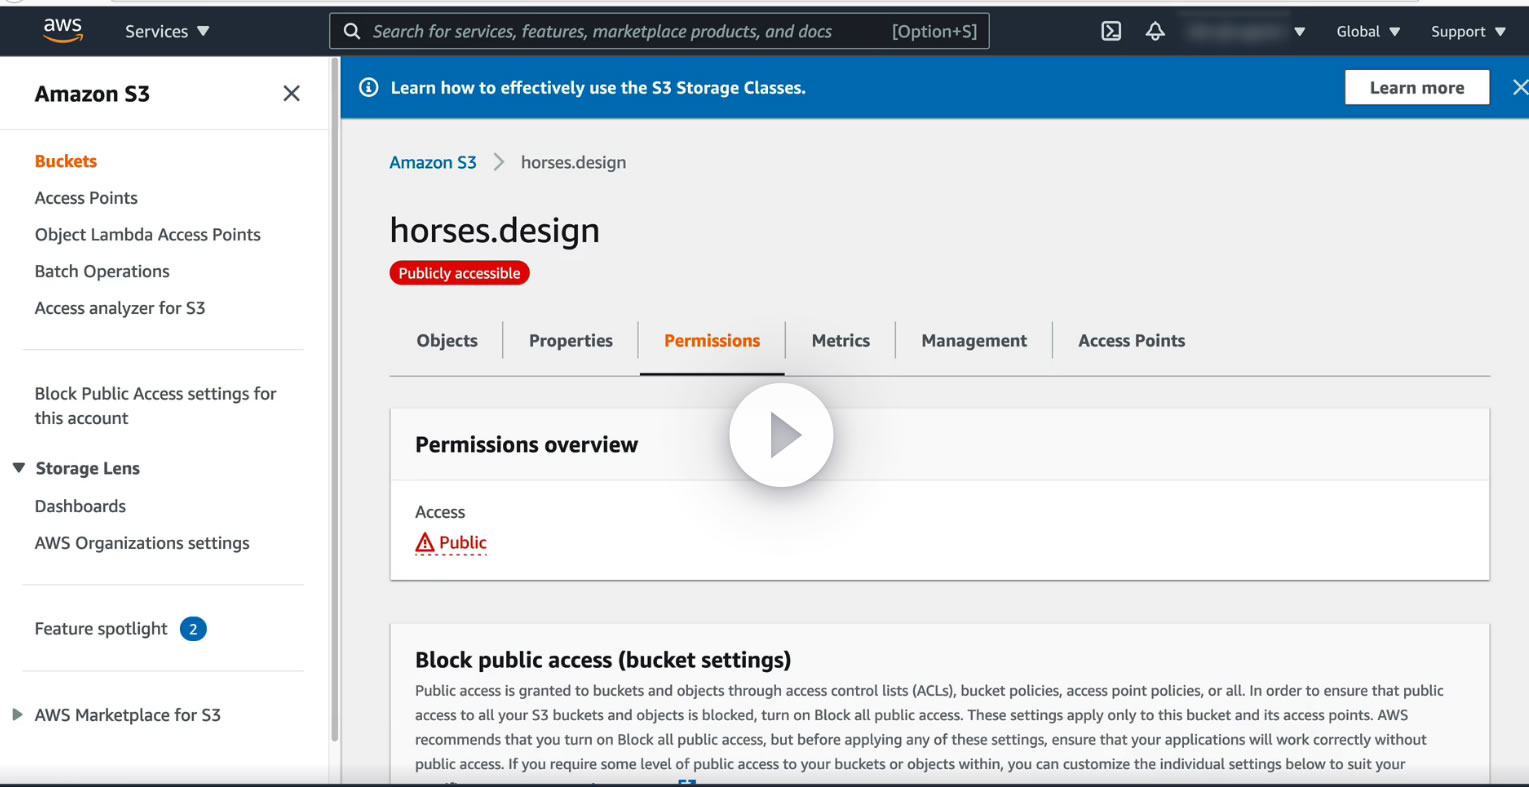 aws
Services ▼
Search for services, features, marketplace products, and docs [Option+S]
Global ▼
Support ▼
Amazon S3
Buckets
Access Points
Object Lambda Access Points
Batch Operations
Access analyzer for S3
Block Public Access settings for
this account
Storage Lens
Dashboards
AWS Organizations settings
Feature spotlight 2
AWS Marketplace for S3
Learn how to effectively use the S3 Storage Classes.
Learn more
Amazon S3 > horses.design
horses.design
Publicly accessible
Objects Properties Permissions Metrics Management Access Points
Permissions overview
Access
Public
Block public access (bucket settings)
Public access is granted to buckets and objects through access control lists (ACLs), bucket policies, access point policies, or all. In order to ensure that public
access to all your S3 buckets and objects is blocked, turn on Block all public access. These settings apply only to this bucket and its access points. AWS
recommends that you turn on Block all public access, but before applying any of these settings, ensure that your applications will work correctly without
public access. If you require some level of public access to your buckets or objects within, you can customize the individual settings below to suit your